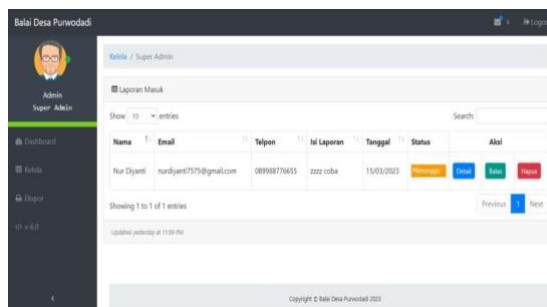 Balai Desa Purwodadi
Logo
Admin
Super Admin
Dashboard
Kelola
Ekspor
v-6.0
Kelola / Super Admin
Laporan Masuk
Show 10 entries
Search:
Nama Email Telpon Isi Laporan Tanggal Status Aksi
Nur Diyanti nurdiyanti7575@gmail.com 089988776655 zzzz coba 15/03/2023 Menunggu Detail Balas Hapus
Showing 1 to 1 of 1 entries
Previous 1 Next
Updated yesterday at 11:59 PM
Copyright © Balai Desa Purwodadi 2023